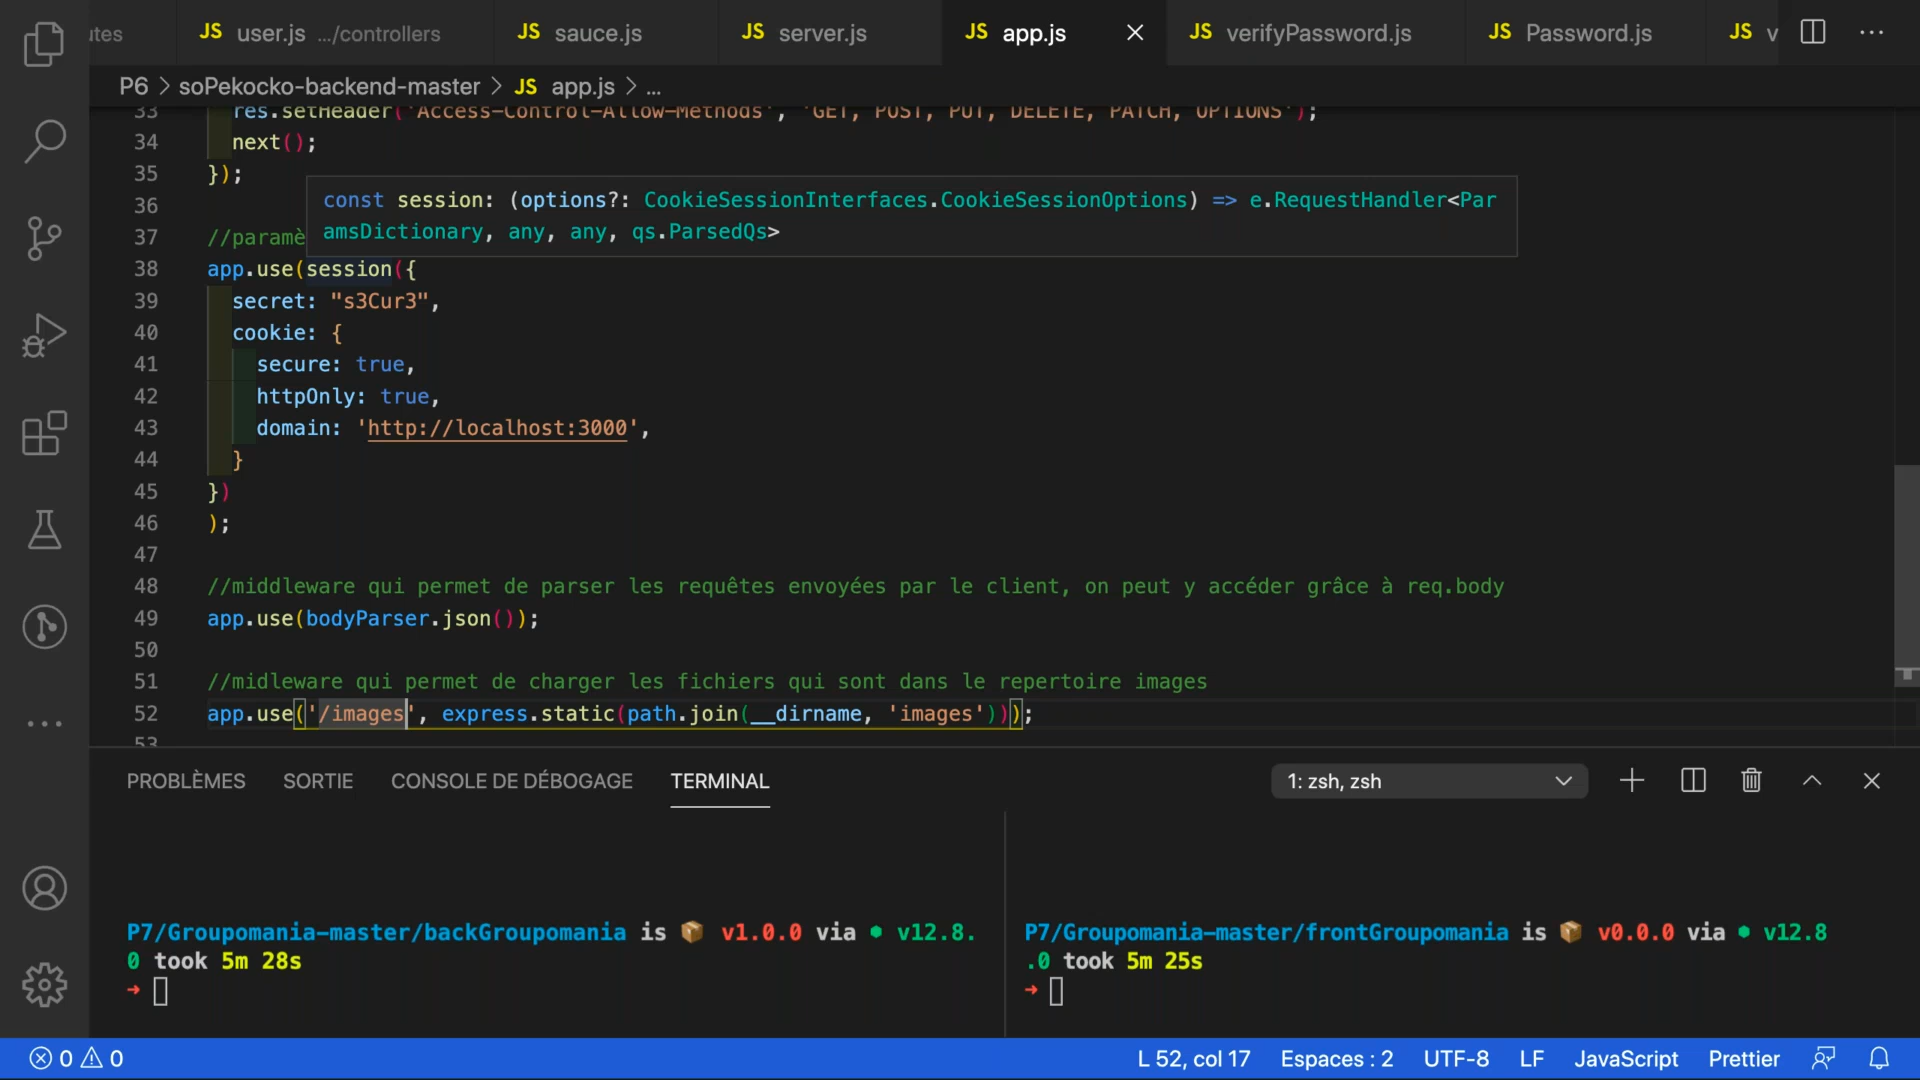 utes
JS user.js .../controllers
JS sauce.js
JS server.js
JS app.js
JS verifyPassword.js
JS Password.js
JS v
P6 > soPekocko-backend-master > JS app.js > ...
33 res.setHeader('Access-Control-Allow-Methods', 'GET, POST, PUT, DELETE, PATCH, OPTIONS');
34 next();
35 });
36
const session: (options?: CookieSessionInterfaces.CookieSessionOptions) => e.RequestHandler<Par
amsDictionary, any, any, qs.ParsedQs>
37 //paramè
38 app.use(session({
39 secret: "s3Cur3",
40 cookie: {
41 secure: true,
42 httpOnly: true,
43 domain: 'http://localhost:3000',
44 }
45 })
46 );
47
48 //middleware qui permet de parser les requêtes envoyées par le client, on peut y accéder grâce à req.body
49 app.use(bodyParser.json());
50
51 //midleware qui permet de charger les fichiers qui sont dans le repertoire images
52 app.use('/images', express.static(path.join(__dirname, 'images')));
53
PROBLÈMES SORTIE CONSOLE DE DÉBOGAGE TERMINAL
1: zsh, zsh
P7/Groupomania-master/backGroupomania is 📦 v1.0.0 via ● v12.8.
0 took 5m 28s
➜
P7/Groupomania-master/frontGroupomania is 📦 v0.0.0 via ● v12.8
.0 took 5m 25s
➜
0 0
L 52, col 17 Espaces : 2 UTF-8 LF JavaScript Prettier